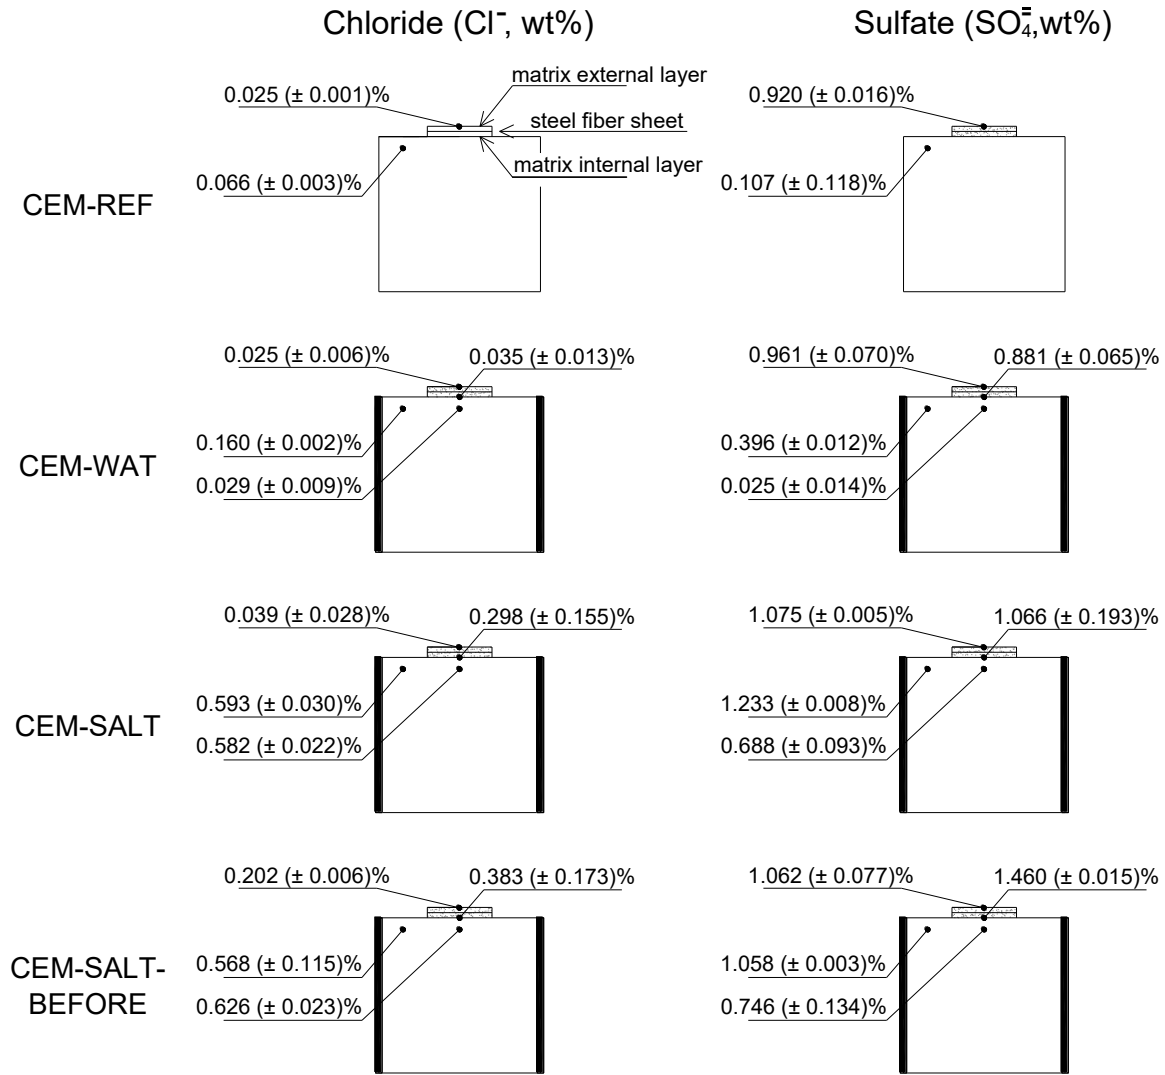 Chloride (Cl⁻, wt%)
Sulfate (SO₄⁼,wt%)
CEM-REF
0.025 (± 0.001)%
matrix external layer
steel fiber sheet
matrix internal layer
0.066 (± 0.003)%
0.920 (± 0.016)%
0.107 (± 0.118)%
CEM-WAT
0.025 (± 0.006)%
0.035 (± 0.013)%
0.160 (± 0.002)%
0.029 (± 0.009)%
0.961 (± 0.070)%
0.881 (± 0.065)%
0.396 (± 0.012)%
0.025 (± 0.014)%
CEM-SALT
0.039 (± 0.028)%
0.298 (± 0.155)%
0.593 (± 0.030)%
0.582 (± 0.022)%
1.075 (± 0.005)%
1.066 (± 0.193)%
1.233 (± 0.008)%
0.688 (± 0.093)%
CEM-SALT-
BEFORE
0.202 (± 0.006)%
0.383 (± 0.173)%
0.568 (± 0.115)%
0.626 (± 0.023)%
1.062 (± 0.077)%
1.460 (± 0.015)%
1.058 (± 0.003)%
0.746 (± 0.134)%